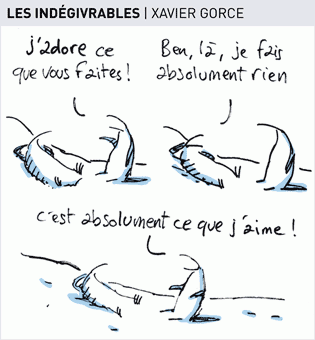 LES INDÉGIVRABLES | XAVIER GORCE
j'adore ce
que vous faites !
Ben, là, je fais
absolument rien
c'est absolument ce que j'aime !